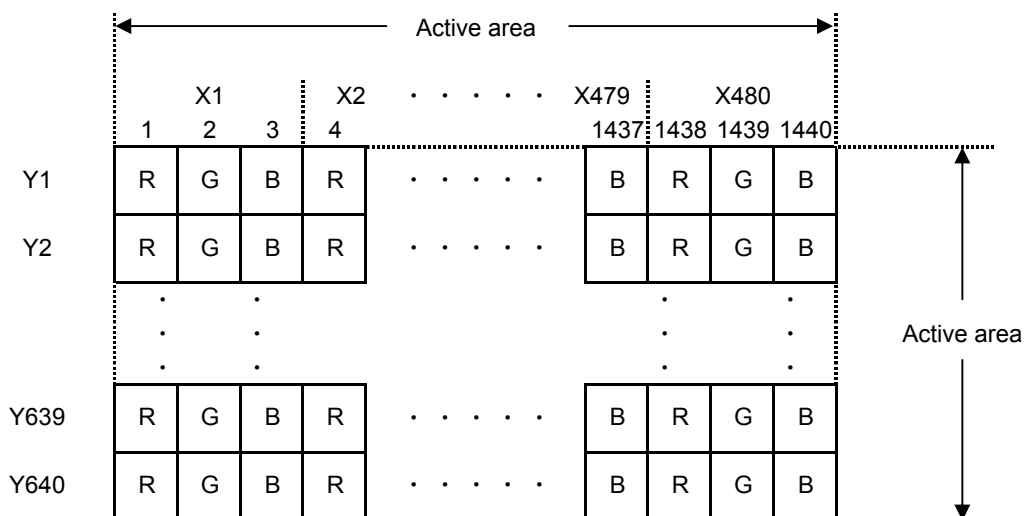 Active area
X1 X2 · · · · · X479 X480
1 2 3 4 1437 1438 1439 1440
Y1 R G B R · · · · · B R G B
Y2 R G B R · · · · · B R G B
· · · ·
· · · ·
Active area
· · · ·
Y639 R G B R · · · · · B R G B
Y640 R G B R · · · · · B R G B